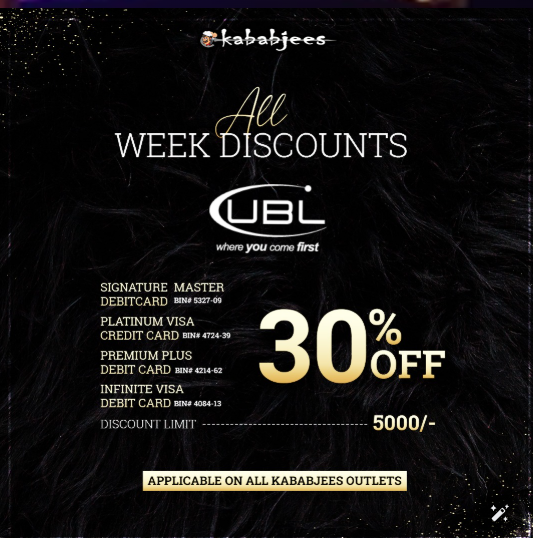 kababjees
All
WEEK DISCOUNTS
UBL
where you come first
SIGNATURE MASTER
DEBITCARD BIN# 5327-09
PLATINUM VISA
CREDIT CARD BIN# 4724-39
PREMIUM PLUS
DEBIT CARD BIN# 4214-62
INFINITE VISA
DEBIT CARD BIN# 4084-13
30% OFF
DISCOUNT LIMIT ------------------------------------ 5000/-
APPLICABLE ON ALL KABABJEES OUTLETS